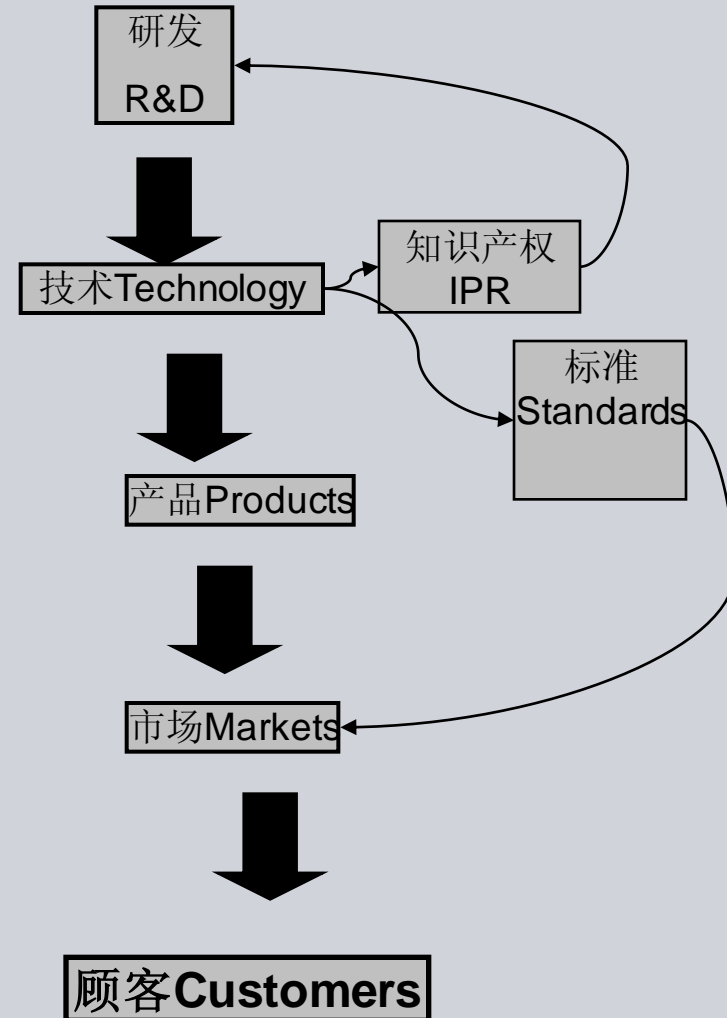 研发
R&D
技术Technology
知识产权
IPR
标准
Standards
产品Products
市场Markets
顾客Customers